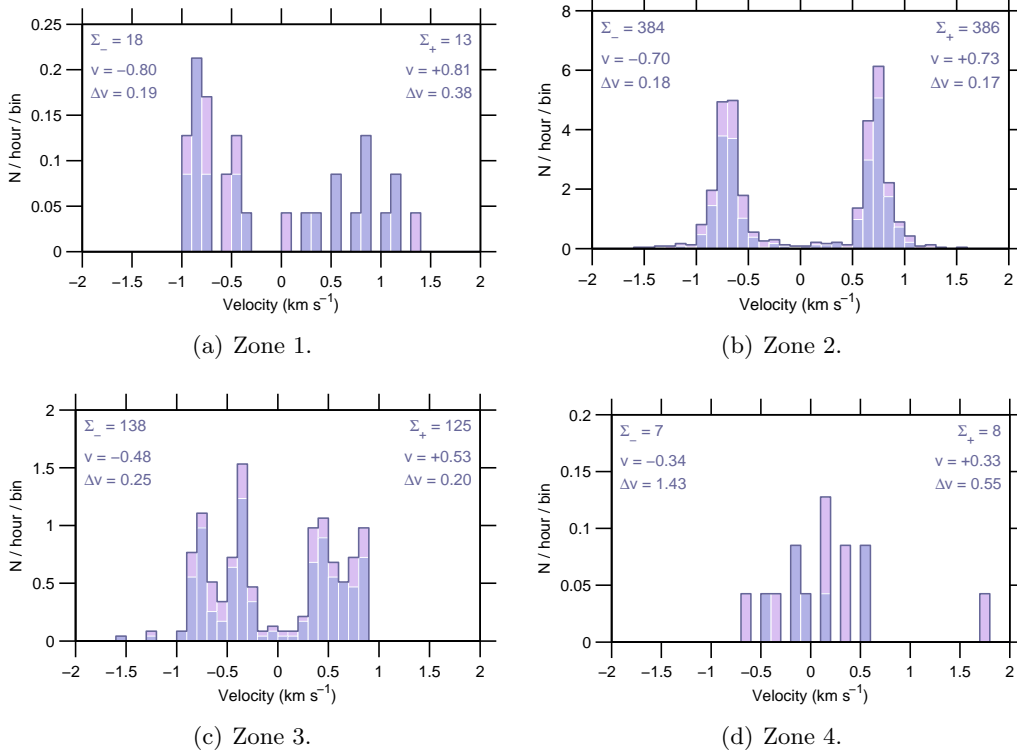 0.25
0.2
0.15
0.1
0.05
0
N / hour / bin
Σ− = 18
v = −0.80
Δv = 0.19
Σ+ = 13
v = +0.81
Δv = 0.38
−2 −1.5 −1 −0.5 0 0.5 1 1.5 2
Velocity (km s−1)
(a) Zone 1.
8
6
4
2
0
N / hour / bin
Σ− = 384
v = −0.70
Δv = 0.18
Σ+ = 386
v = +0.73
Δv = 0.17
−2 −1.5 −1 −0.5 0 0.5 1 1.5 2
Velocity (km s−1)
(b) Zone 2.
2
1.5
1
0.5
0
N / hour / bin
Σ− = 138
v = −0.48
Δv = 0.25
Σ+ = 125
v = +0.53
Δv = 0.20
−2 −1.5 −1 −0.5 0 0.5 1 1.5 2
Velocity (km s−1)
(c) Zone 3.
0.2
0.15
0.1
0.05
0
N / hour / bin
Σ− = 7
v = −0.34
Δv = 1.43
Σ+ = 8
v = +0.33
Δv = 0.55
−2 −1.5 −1 −0.5 0 0.5 1 1.5 2
Velocity (km s−1)
(d) Zone 4.